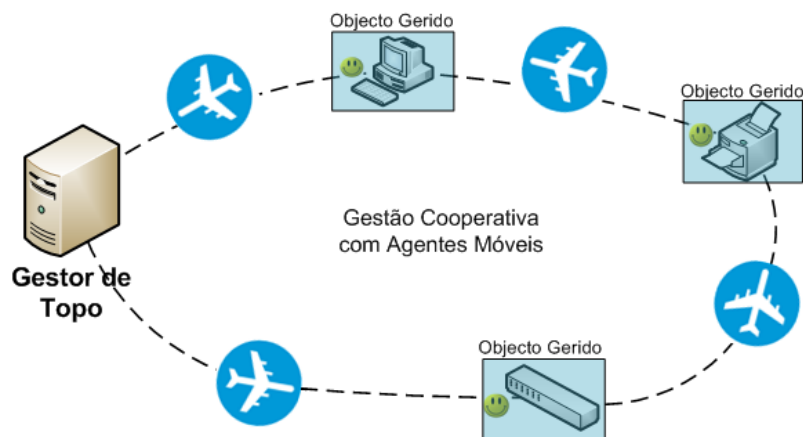 Objecto Gerido
Objecto Gerido
Gestão Cooperativa
com Agentes Móveis
Gestor de
Topo
Objecto Gerido